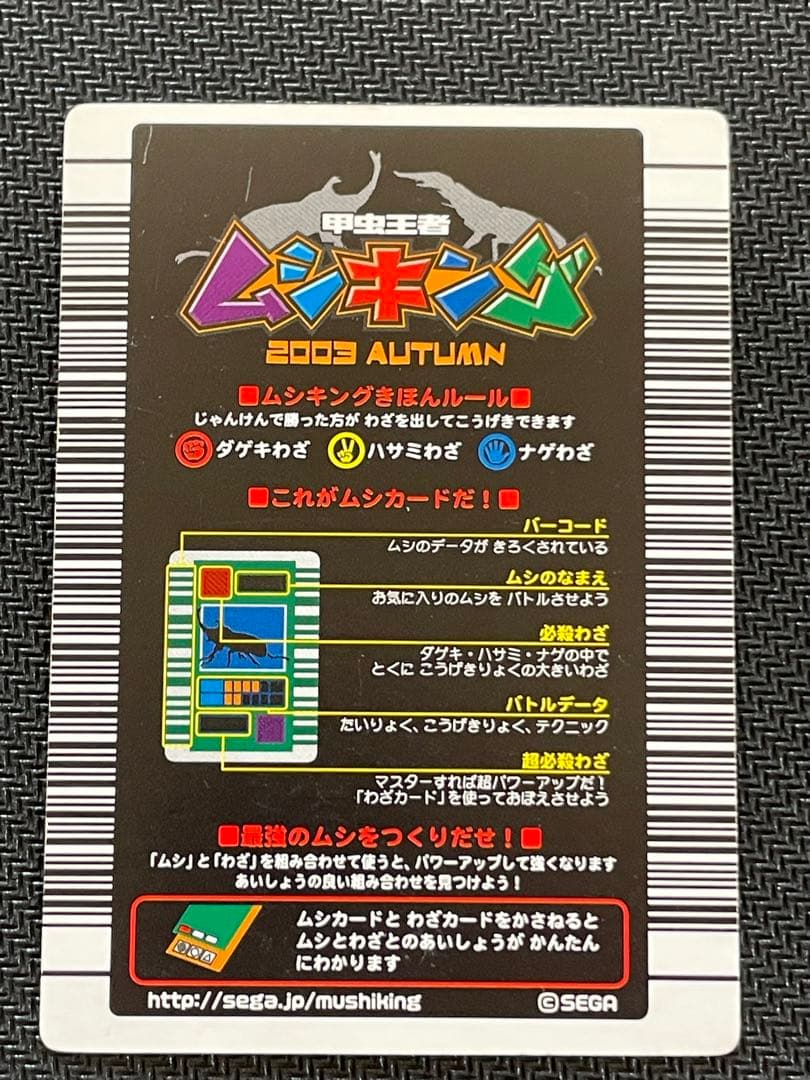 甲虫王者
ムシキング
2003 AUTUMN
■ムシキングきほんルール■
じゃんけんで勝った方が わざを出してこうげきできます
ダゲキわざ ハサミわざ ナゲわざ
■これがムシカードだ！■
バーコード
ムシのデータが きろくされている
ムシのなまえ
お気に入りのムシを バトルさせよう
必殺わざ
ダゲキ・ハサミ・ナゲの中で
とくに こうげきりょくの大きいわざ
バトルデータ
たいりょく、こうげきりょく、テクニック
超必殺わざ
マスターすれば超パワーアップだ！
「わざカード」を使っておぼえさせよう
■最強のムシをつくりだせ！■
「ムシ」と「わざ」を組み合わせて使うと、パワーアップして強くなります
あいしょうの良い組み合わせを見つけよう！
ムシカードと わざカードをかさねると
ムシとわざとのあいしょうが かんたん
にわかります
http://sega.jp/mushiking ©SEGA